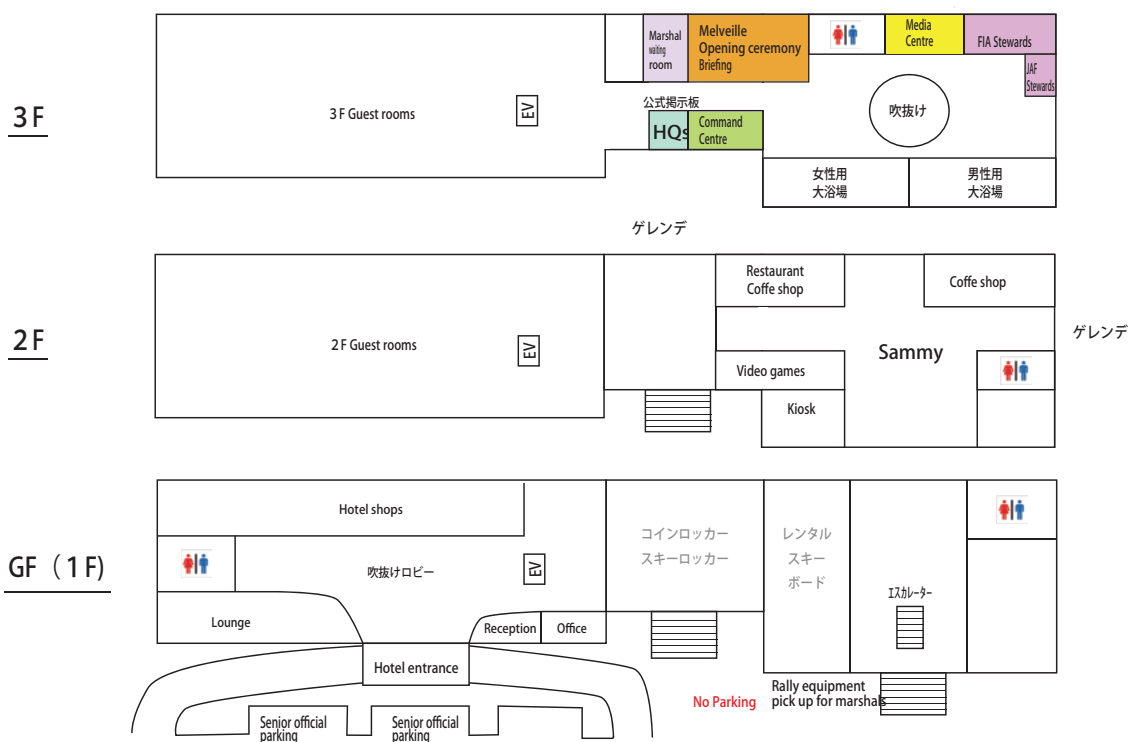 3F
3F Guest rooms
EV
Marshal
waiting
room
Melveille
Opening ceremony
Briefing
Media
Centre
FIA Stewards
JAF
Stewards
公式掲示板
HQs
Command
Centre
吹抜け
女性用
大浴場
男性用
大浴場
ゲレンデ
2F
2F Guest rooms
EV
Restaurant
Coffe shop
Coffe shop
ゲレンデ
Sammy
Video games
Kiosk
GF（1F)
Hotel shops
吹抜けロビー
EV
コインロッカー
スキーロッカー
レンタル
スキー
ボード
エスカレーター
Lounge
Reception
Office
Hotel entrance
No Parking
Rally equipment
pick up for marshals
Senior official
parking
Senior official
parking